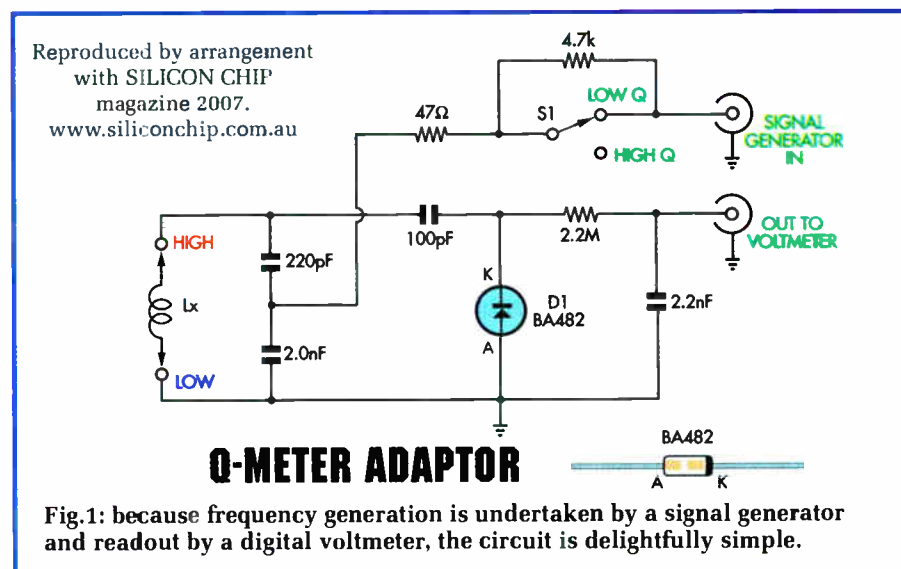 Reproduced by arrangement
with SILICON CHIP
magazine 2007.
www.siliconchip.com.au
4.7k
47Ω
S1
LOW Q
HIGH Q
SIGNAL
GENERATOR
IN
HIGH
220pF
100pF
2.2M
OUT TO
VOLTMETER
Lx
K
D1
BA482
A
2.2nF
2.0nF
LOW
Q-METER ADAPTOR
BA482
A K
Fig.1: because frequency generation is undertaken by a signal generator
and readout by a digital voltmeter, the circuit is delightfully simple.